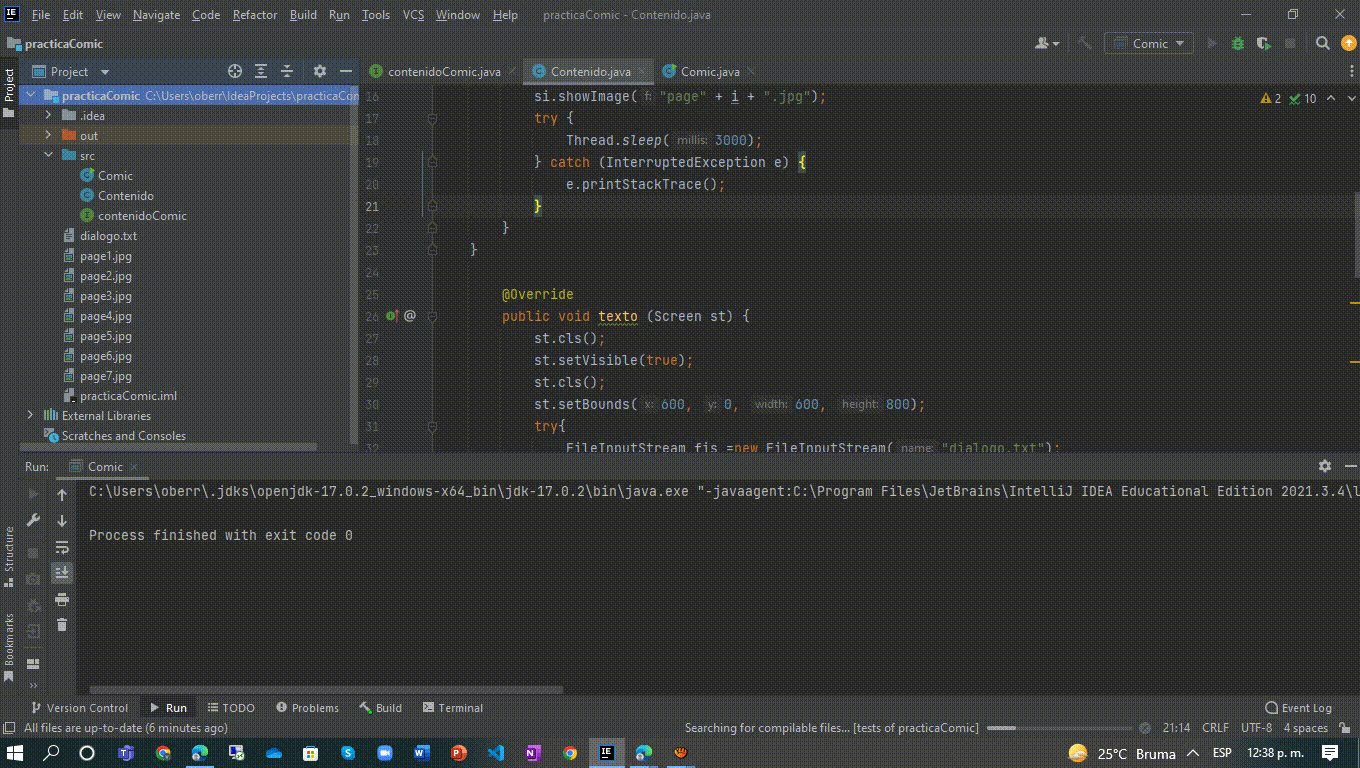 IE File Edit View Navigate Code Refactor Build Run Tools VCS Window Help practicaComic - Contenido.java
practicaComic Comic
Project contenidoComic.java Contenido.java Comic.java
practicaComic C:\Users\oberr\IdeaProjects\practicaCon
.idea
out
src
Comic
Contenido
contenidoComic
dialogo.txt
page1.jpg
page2.jpg
page3.jpg
page4.jpg
page5.jpg
page6.jpg
page7.jpg
practicaComic.iml
External Libraries
Scratches and Consoles
Project
2 10
16 si.showImage( f: "page" + i + ".jpg");
17 try {
18 Thread.sleep( millis: 3000);
19 } catch (InterruptedException e) {
20 e.printStackTrace();
21 }
22 }
23 }
24
25 @Override
26 @ public void texto (Screen st) {
27 st.cls();
28 st.setVisible(true);
29 st.cls();
30 st.setBounds( x: 600, y: 0, width: 600, height: 800);
31 try{
32 FileInputStream fis =new FileInputStream( name: "dialogo.txt");
Run: Comic
C:\Users\oberr\.jdks\openjdk-17.0.2_windows-x64_bin\jdk-17.0.2\bin\java.exe "-javaagent:C:\Program Files\JetBrains\IntelliJ IDEA Educational Edition 2021.3.4\l
Process finished with exit code 0
Structure
Bookmarks
Version Control Run TODO Problems Build Terminal Event Log
All files are up-to-date (6 minutes ago) Searching for compilable files... [tests of practicaComic] 21:14 CRLF UTF-8 4 spaces
25°C Bruma ESP 12:38 p. m.